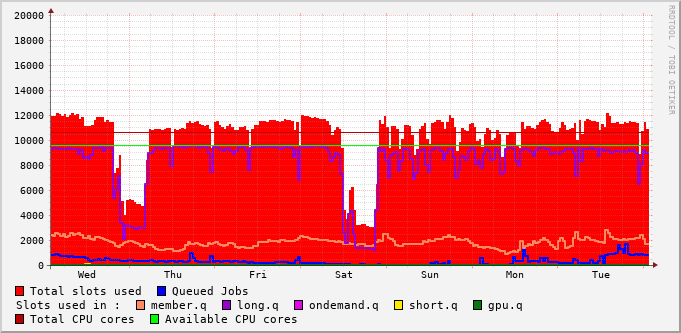 20000
18000
16000
14000
12000
10000
8000
6000
4000
2000
0
Wed Thu Fri Sat Sun Mon Tue
RRDTOOL / TOBI OETIKER
Total slots used Queued Jobs
Slots used in : member.q long.q ondemand.q short.q gpu.q
Total CPU cores Available CPU cores